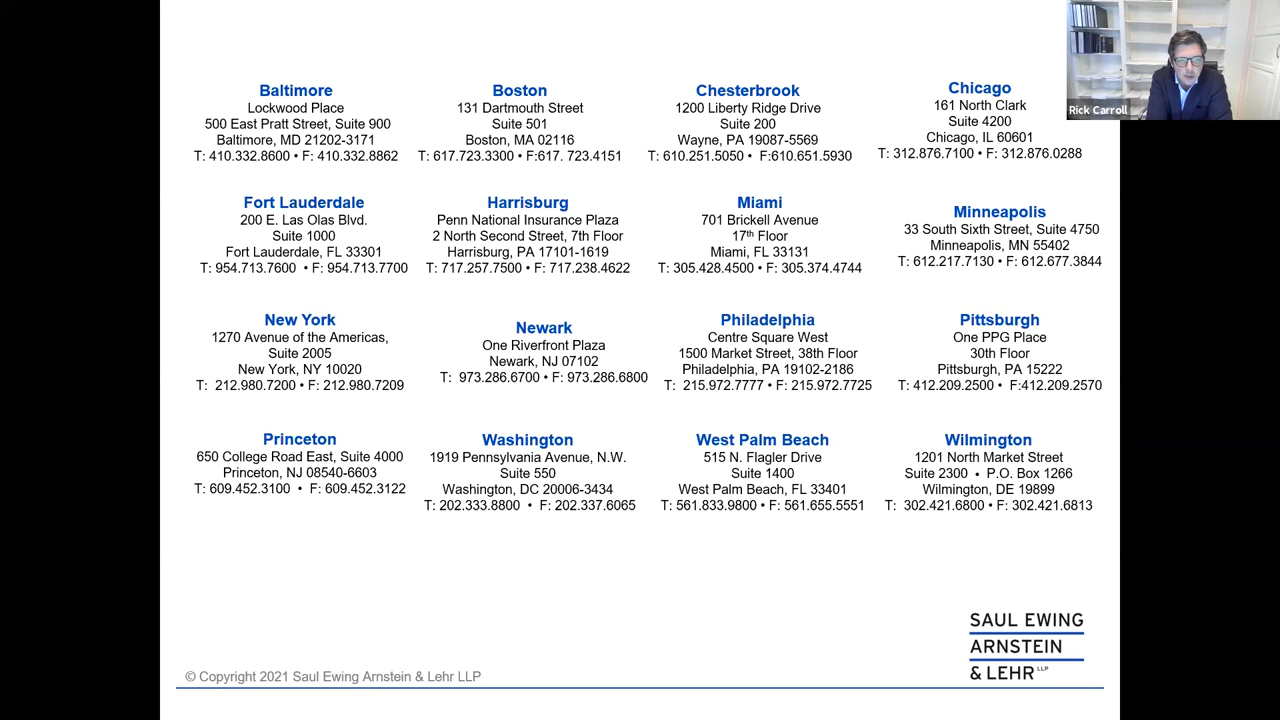 Baltimore
Lockwood Place
500 East Pratt Street, Suite 900
Baltimore, MD 21202-3171
T: 410.332.8600 • F: 410.332.8862
Boston
131 Dartmouth Street
Suite 501
Boston, MA 02116
T: 617.723.3300 • F:617. 723.4151
Chesterbrook
1200 Liberty Ridge Drive
Suite 200
Wayne, PA 19087-5569
T: 610.251.5050 • F:610.651.5930
Chicago
161 North Clark
Suite 4200
Chicago, IL 60601
T: 312.876.7100 • F: 312.876.0288
Rick Carroll
Fort Lauderdale
200 E. Las Olas Blvd.
Suite 1000
Fort Lauderdale, FL 33301
T: 954.713.7600 • F: 954.713.7700
Harrisburg
Penn National Insurance Plaza
2 North Second Street, 7th Floor
Harrisburg, PA 17101-1619
T: 717.257.7500 • F: 717.238.4622
Miami
701 Brickell Avenue
17th Floor
Miami, FL 33131
T: 305.428.4500 • F: 305.374.4744
Minneapolis
33 South Sixth Street, Suite 4750
Minneapolis, MN 55402
T: 612.217.7130 • F: 612.677.3844
New York
1270 Avenue of the Americas,
Suite 2005
New York, NY 10020
T: 212.980.7200 • F: 212.980.7209
Newark
One Riverfront Plaza
Newark, NJ 07102
T: 973.286.6700 • F: 973.286.6800
Philadelphia
Centre Square West
1500 Market Street, 38th Floor
Philadelphia, PA 19102-2186
T: 215.972.7777 • F: 215.972.7725
Pittsburgh
One PPG Place
30th Floor
Pittsburgh, PA 15222
T: 412.209.2500 • F:412.209.2570
Princeton
650 College Road East, Suite 4000
Princeton, NJ 08540-6603
T: 609.452.3100 • F: 609.452.3122
Washington
1919 Pennsylvania Avenue, N.W.
Suite 550
Washington, DC 20006-3434
T: 202.333.8800 • F: 202.337.6065
West Palm Beach
515 N. Flagler Drive
Suite 1400
West Palm Beach, FL 33401
T: 561.833.9800 • F: 561.655.5551
Wilmington
1201 North Market Street
Suite 2300 • P.O. Box 1266
Wilmington, DE 19899
T: 302.421.6800 • F: 302.421.6813
SAUL EWING
ARNSTEIN
& LEHR LLP
© Copyright 2021 Saul Ewing Arnstein & Lehr LLP